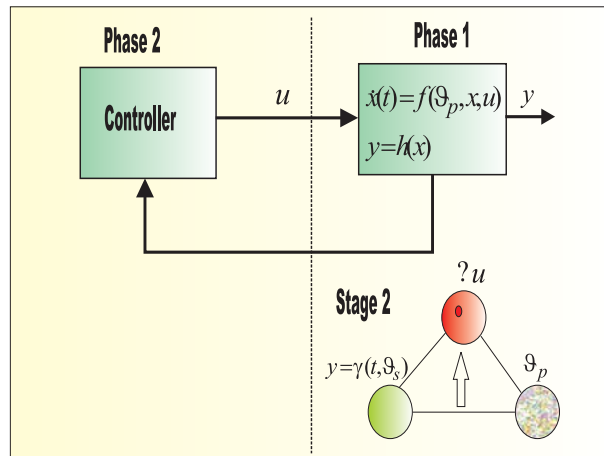 Phase 2
Phase 1
u
ẋ(t)=f(ϑₚ,x,u)
y
Controller
y=h(x)
?u
Stage 2
y=γ(t,ϑₛ)
ϑₚ